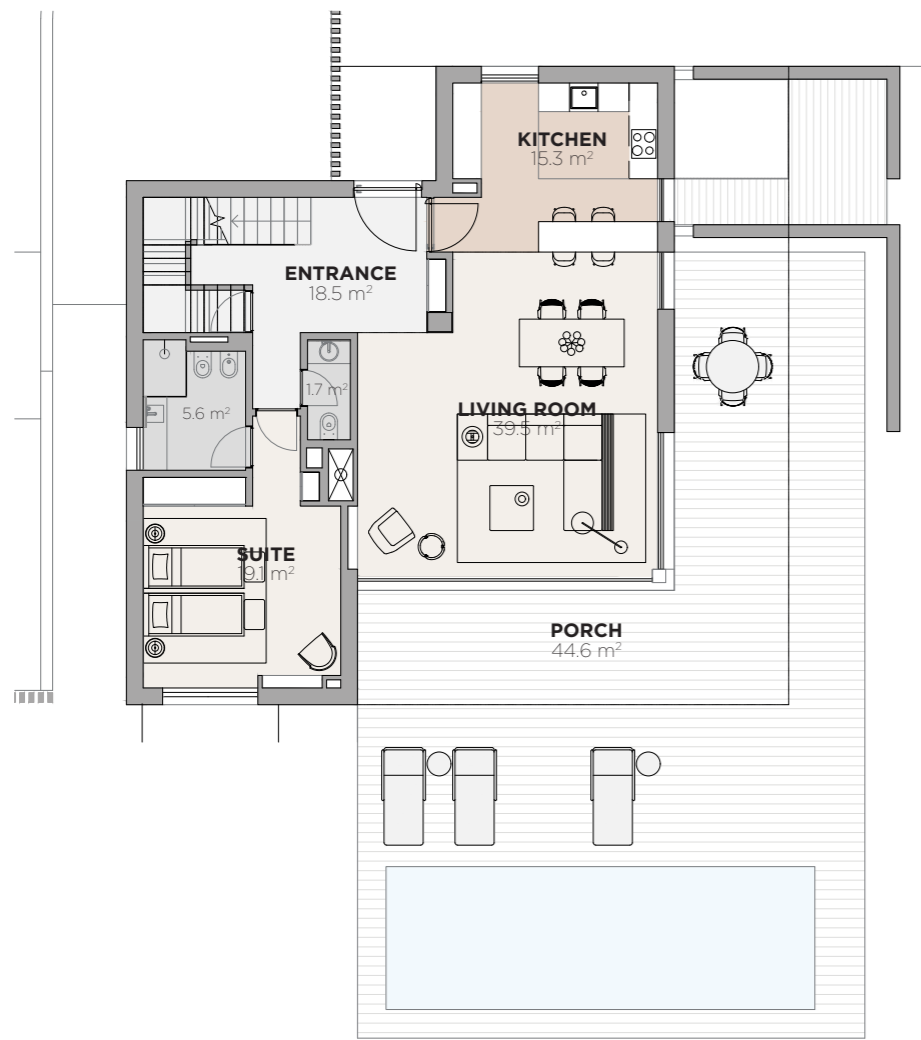 KITCHEN
15.3 m²
ENTRANCE
18.5 m²
1.7 m²
5.6 m²
LIVING ROOM
39.5 m²
SUITE
19.1 m²
PORCH
44.6 m²